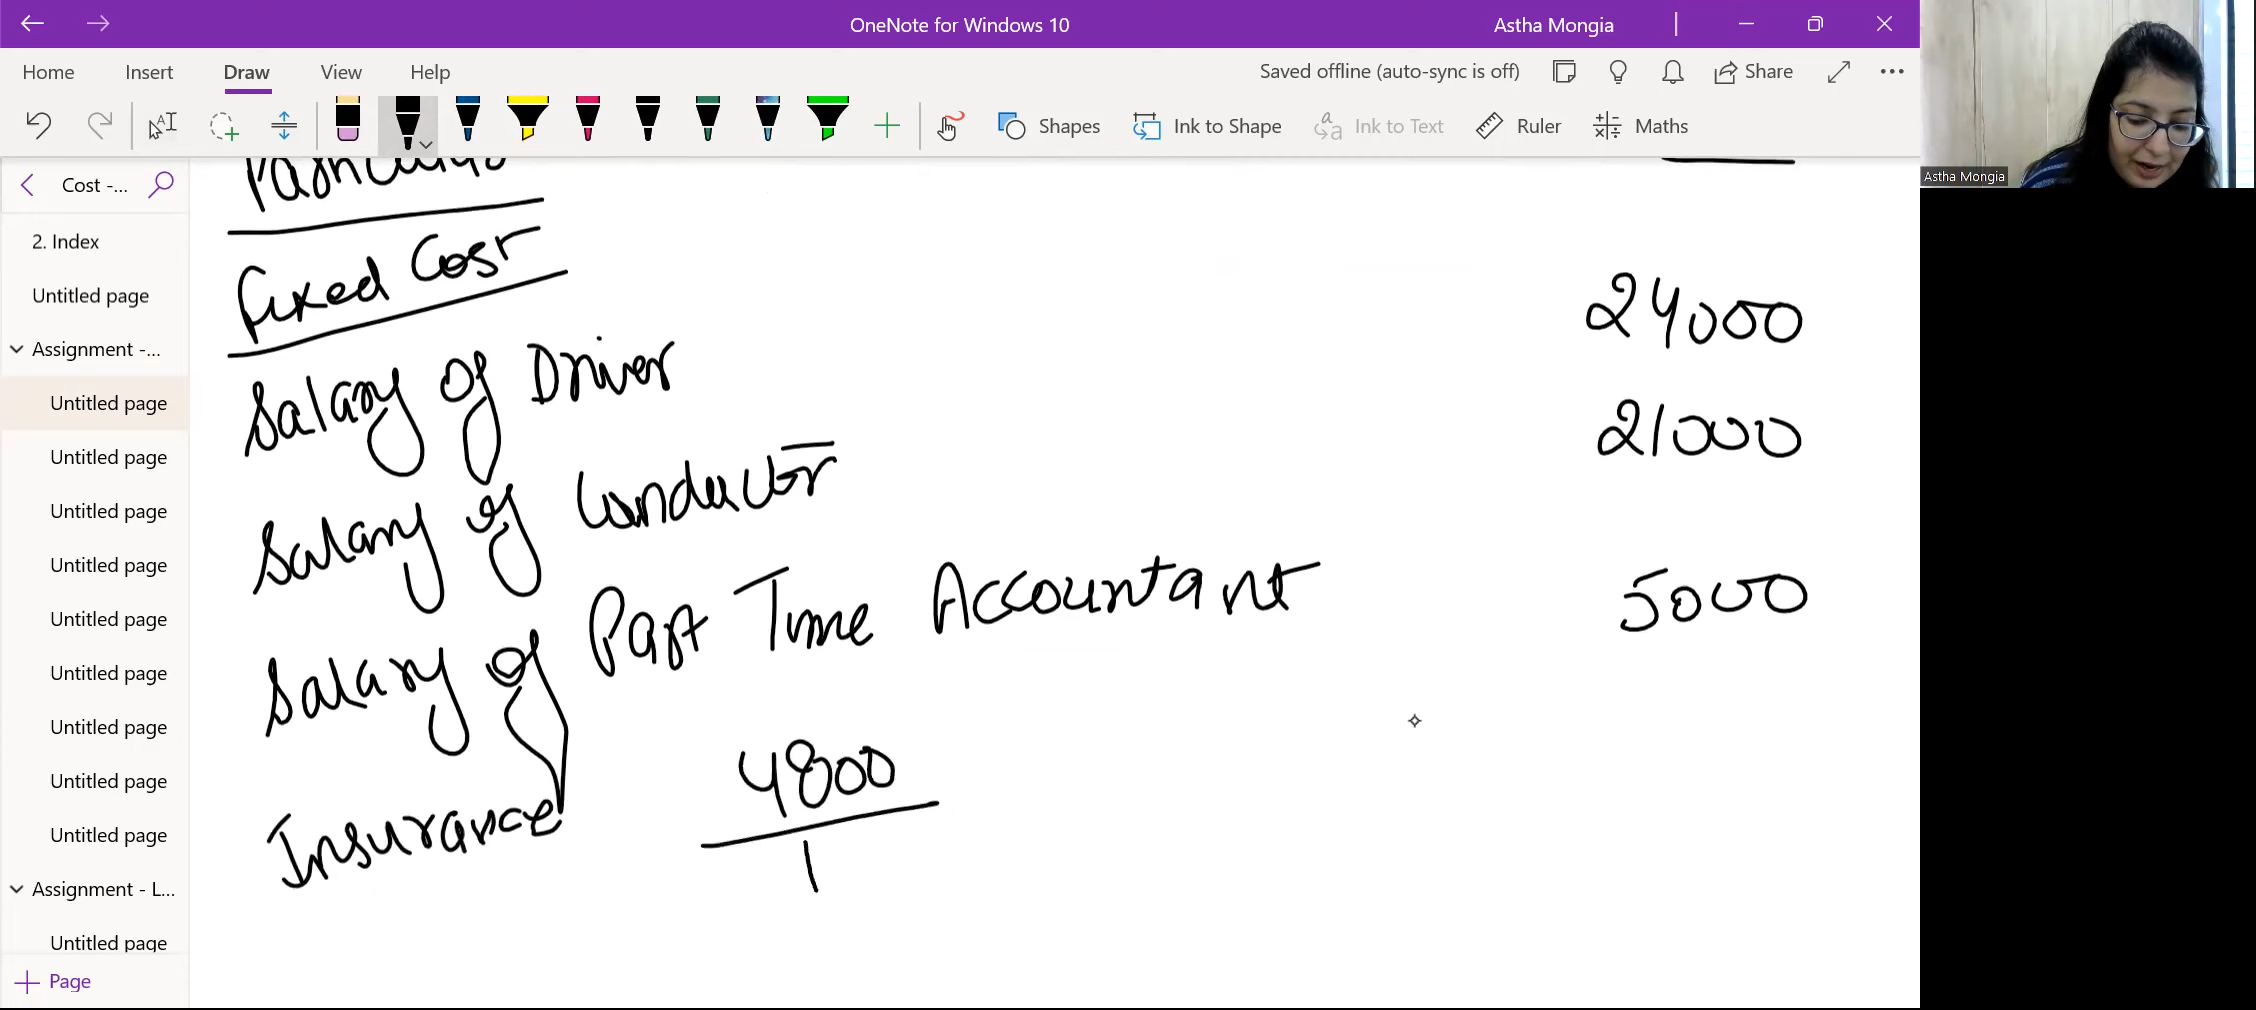 OneNote for Windows 10
Astha Mongia
Home Insert Draw View Help
Saved offline (auto-sync is off) Share
Shapes Ink to Shape Ink to Text Ruler Maths
Cost -...
2. Index
Untitled page
Assignment -...
Untitled page
Untitled page
Untitled page
Untitled page
Untitled page
Untitled page
Untitled page
Untitled page
Untitled page
Assignment - L...
Untitled page
Page
Particulars
Fixed Cost
Salary of Driver 24000
Salary of Conductor 21000
Salary of Part Time Accountant 5000
Insurance 4800
1
Astha Mongia